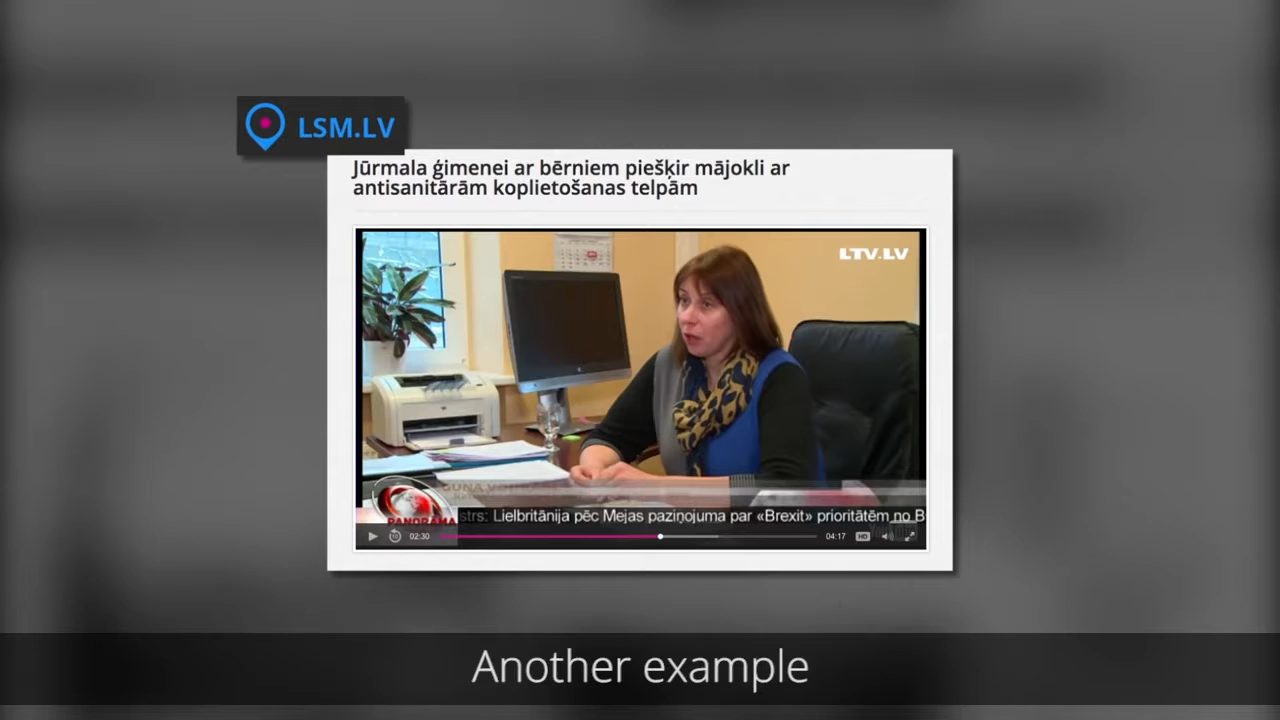 LSM.LV
Jūrmala ģimenei ar bērniem piešķir mājokli ar
antisanitārām koplietošanas telpām
LTV.LV
PANORĀMA
strs: Lielbritānija pēc Mejas paziņojuma par «Brexit» prioritātēm no
02:30
04:17
HD
Another example